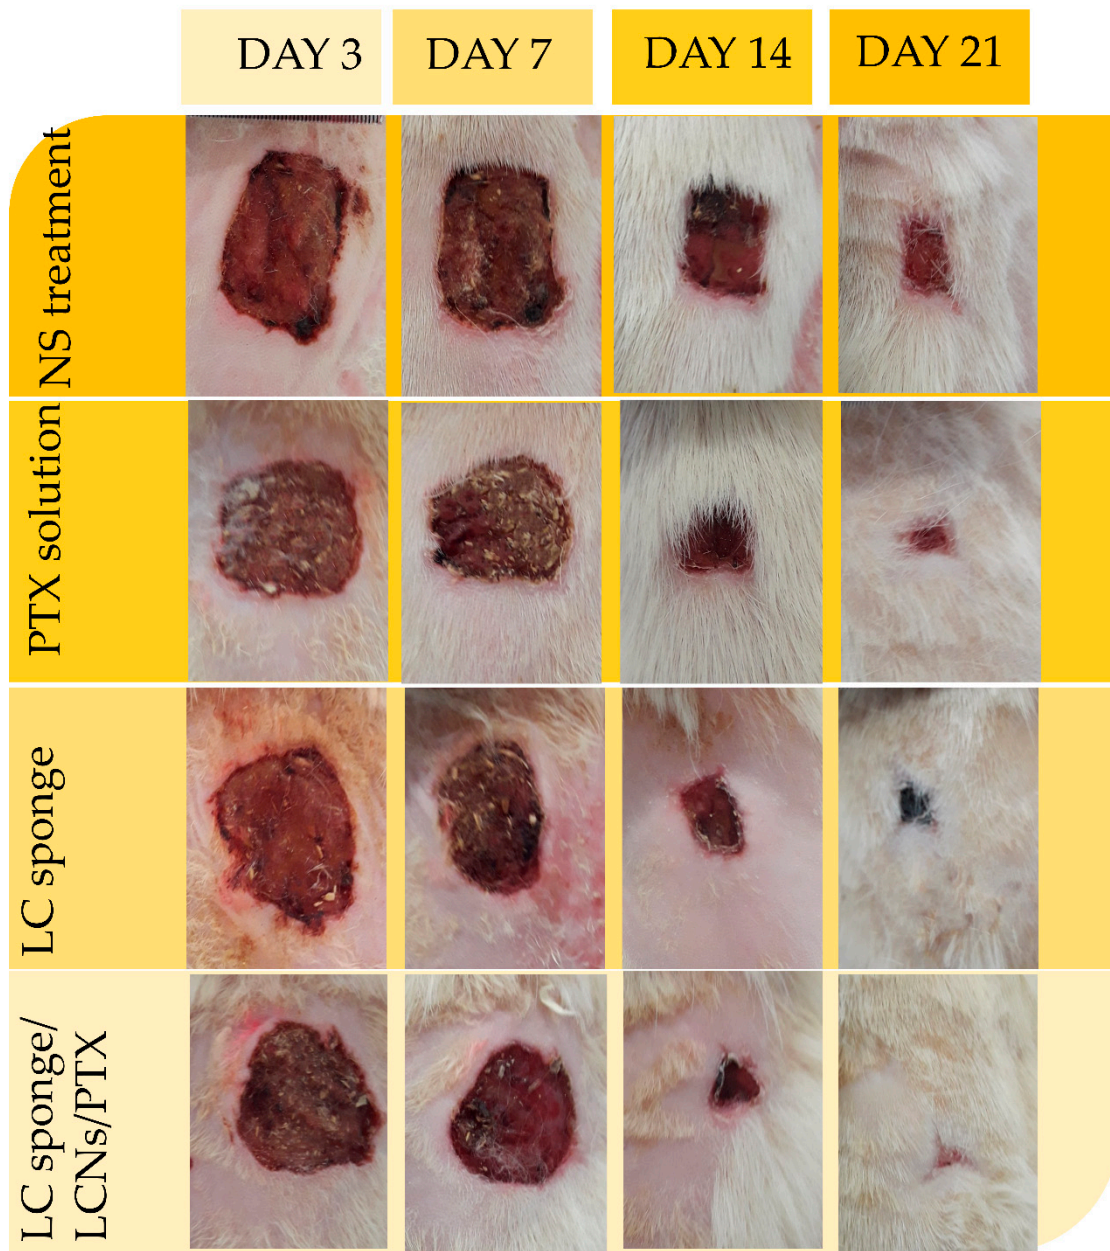 DAY 3
DAY 7
DAY 14
DAY 21
NS treatment
PTX solution
LC sponge
LC sponge/
LCNs/PTX